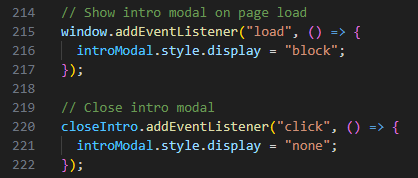 214 // Show intro modal on page load
215 window.addEventListener("load", () => {
216   introModal.style.display = "block";
217 });
218
219 // Close intro modal
220 closeIntro.addEventListener("click", () => {
221   introModal.style.display = "none";
222 });